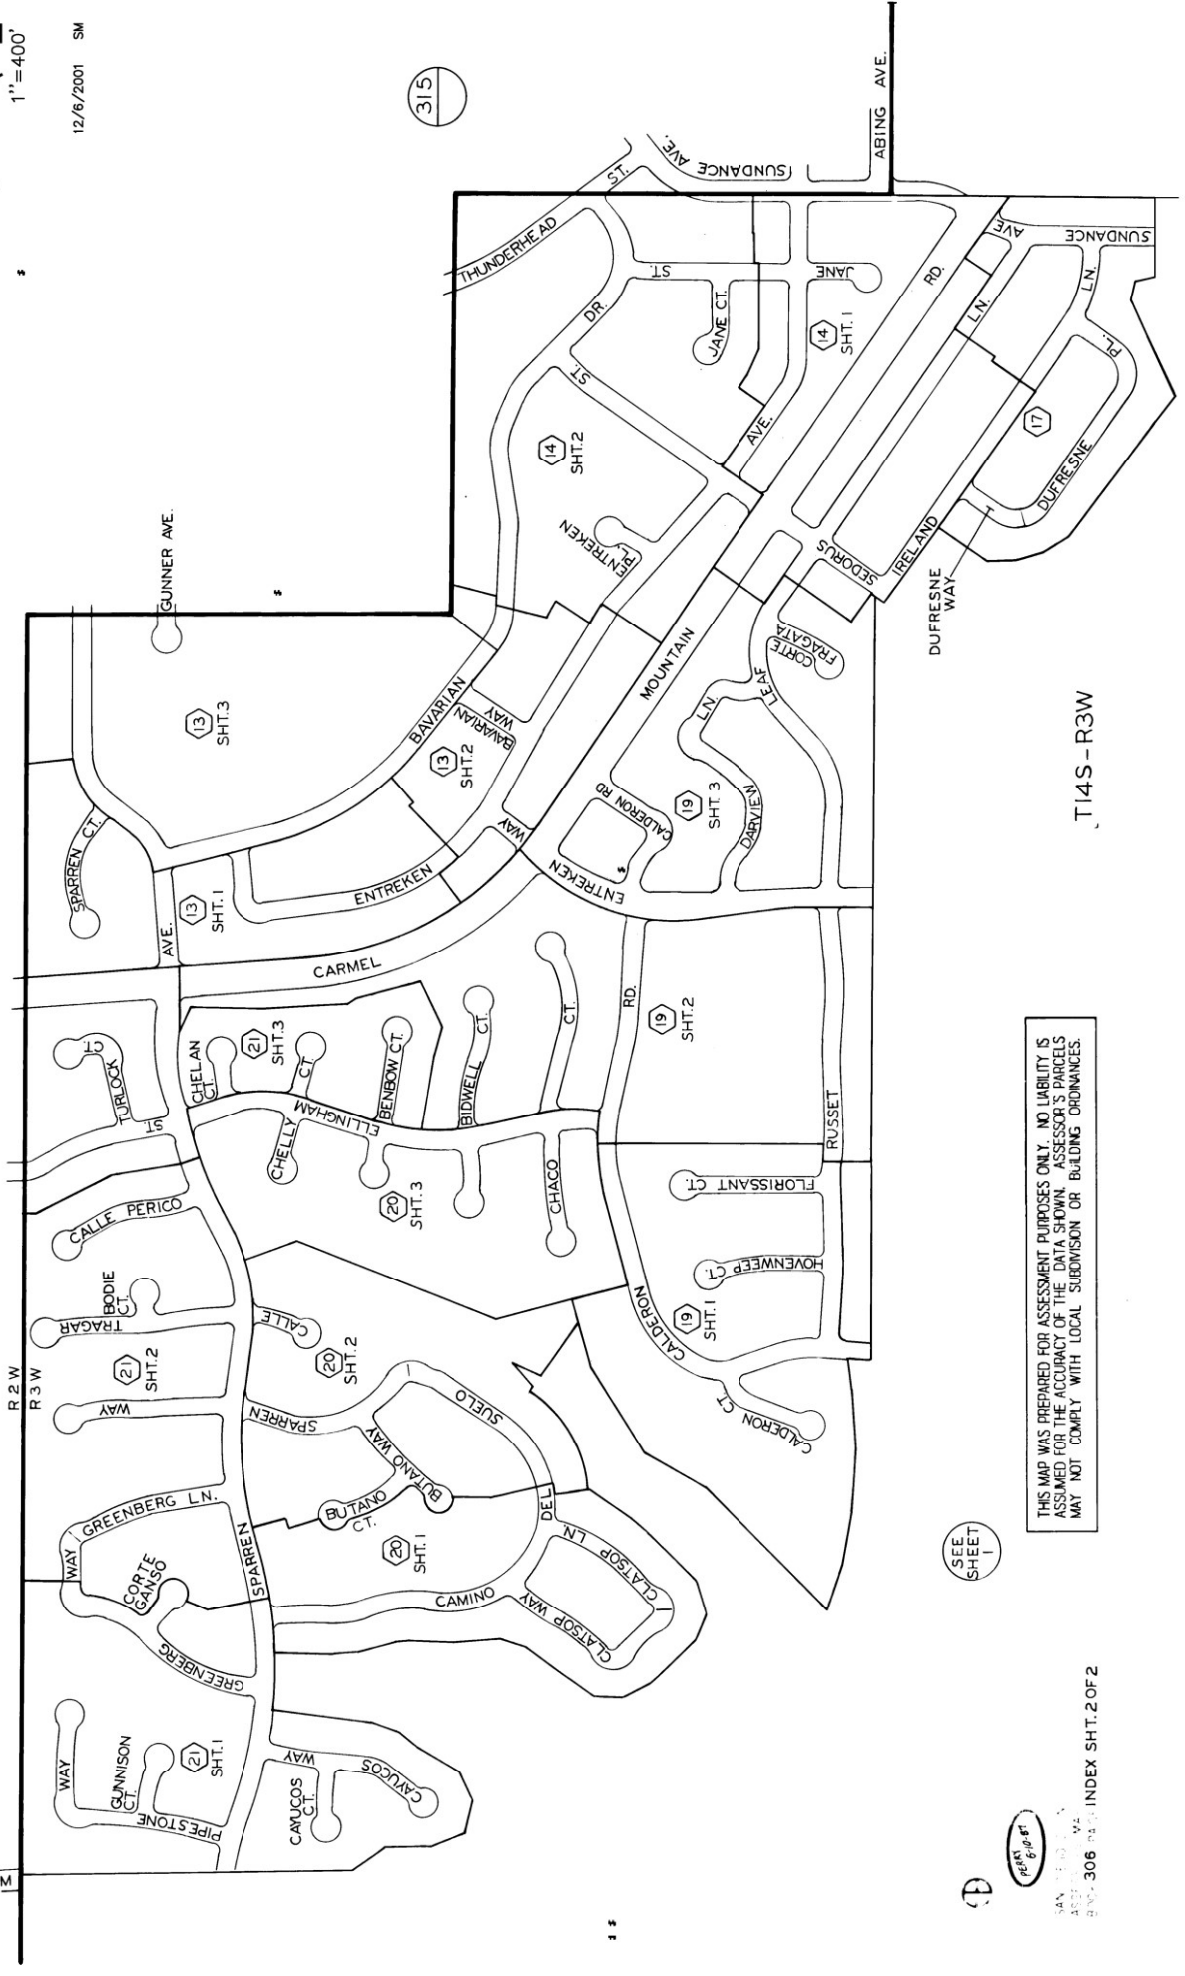 1"=400'
12/6/2001 SM
315
ABING AVE.
SUNDANCE AVE.
THUNDERHEAD ST.
GUNNER AVE.
JANE CT.
JANE ST.
14
SHT. 1
14
SHT. 2
BAVARIAN DR.
ST.
AVE.
RD.
LN.
SUNDANCE AVE
LN.
PL.
17
DUFRESNE
DUFRESNE
WAY
IRELAND
SEDORUS
ENTREKEN
PL.
MOUNTAIN
CORTE
FRAGATA
LEAF
LN.
DARVIEW
19
SHT. 3
CALDERON RD
ENTREKEN
BAVARIAN
WAY
13
SHT.2
13
SHT.3
SPARREN CT.
13
SHT. 1
AVE.
ENTREKEN
WAY
CARMEL
T14S-R3W
RD.
19
SHT.2
RUSSET
TURLOCK CT.
ST.
CHELAN
CT.
21
SHT.3
CHELLY CT.
BENBOW CT.
BIDWELL CT.
ELLINGHAM
CHACO CT.
20
SHT.3
FLORISSANT CT.
HOVENWEEP CT.
19
SHT.1
CALDERON
CALDERON CT.
CALLE PERICO
BODIE
CT.
TRAGAR
21
SHT.2
WAY
R 2 W
R 3 W
CALLE
20
SHT.2
SPARREN
SUELO
BUTANO WAY
BUTANO
CT.
20
SHT. 1
DEL
CAMINO
CLATSOP LN.
CLATSOP WAY
GREENBERG LN.
WAY
CORTE
GANSO
SPARREN
GREENBERG
WAY
GUNNISON
CT.
21
SHT.1
PIPESTONE
CAYUCOS
CT.
WAY
CAYUCOS
M
THIS MAP WAS PREPARED FOR ASSESSMENT PURPOSES ONLY. NO LIABILITY IS
ASSUMED FOR THE ACCURACY OF THE DATA SHOWN. ASSESSOR'S PARCELS
MAY NOT COMPLY WITH LOCAL SUBDIVISION OR BUILDING ORDINANCES.
SEE
SHEET
1
PERRY
306
INDEX SHT. 2 OF 2